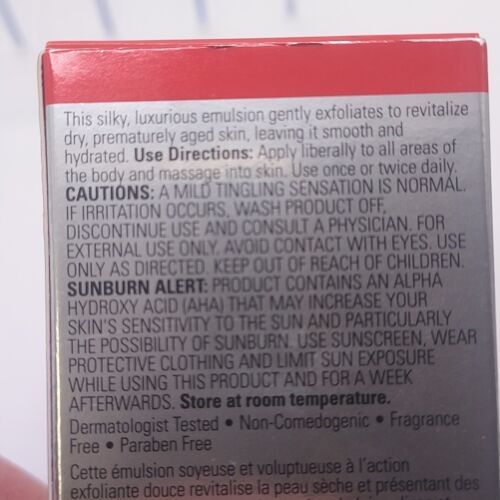 This silky, luxurious emulsion gently exfoliates to revitalize
dry, prematurely aged skin, leaving it smooth and
hydrated. Use Directions: Apply liberally to all areas of
the body and massage into skin. Use once or twice daily.
CAUTIONS: A MILD TINGLING SENSATION IS NORMAL.
IF IRRITATION OCCURS, WASH PRODUCT OFF,
DISCONTINUE USE AND CONSULT A PHYSICIAN. FOR
EXTERNAL USE ONLY. AVOID CONTACT WITH EYES. USE
ONLY AS DIRECTED. KEEP OUT OF REACH OF CHILDREN.
SUNBURN ALERT: PRODUCT CONTAINS AN ALPHA
HYDROXY ACID (AHA) THAT MAY INCREASE YOUR
SKIN'S SENSITIVITY TO THE SUN AND PARTICULARLY
THE POSSIBILITY OF SUNBURN. USE SUNSCREEN, WEAR
PROTECTIVE CLOTHING AND LIMIT SUN EXPOSURE
WHILE USING THIS PRODUCT AND FOR A WEEK
AFTERWARDS. Store at room temperature.
Dermatologist Tested • Non-Comedogenic • Fragrance
Free • Paraben Free
Cette émulsion soyeuse et voluptueuse à l'action
exfoliante douce revitalise la peau sèche et présentant des